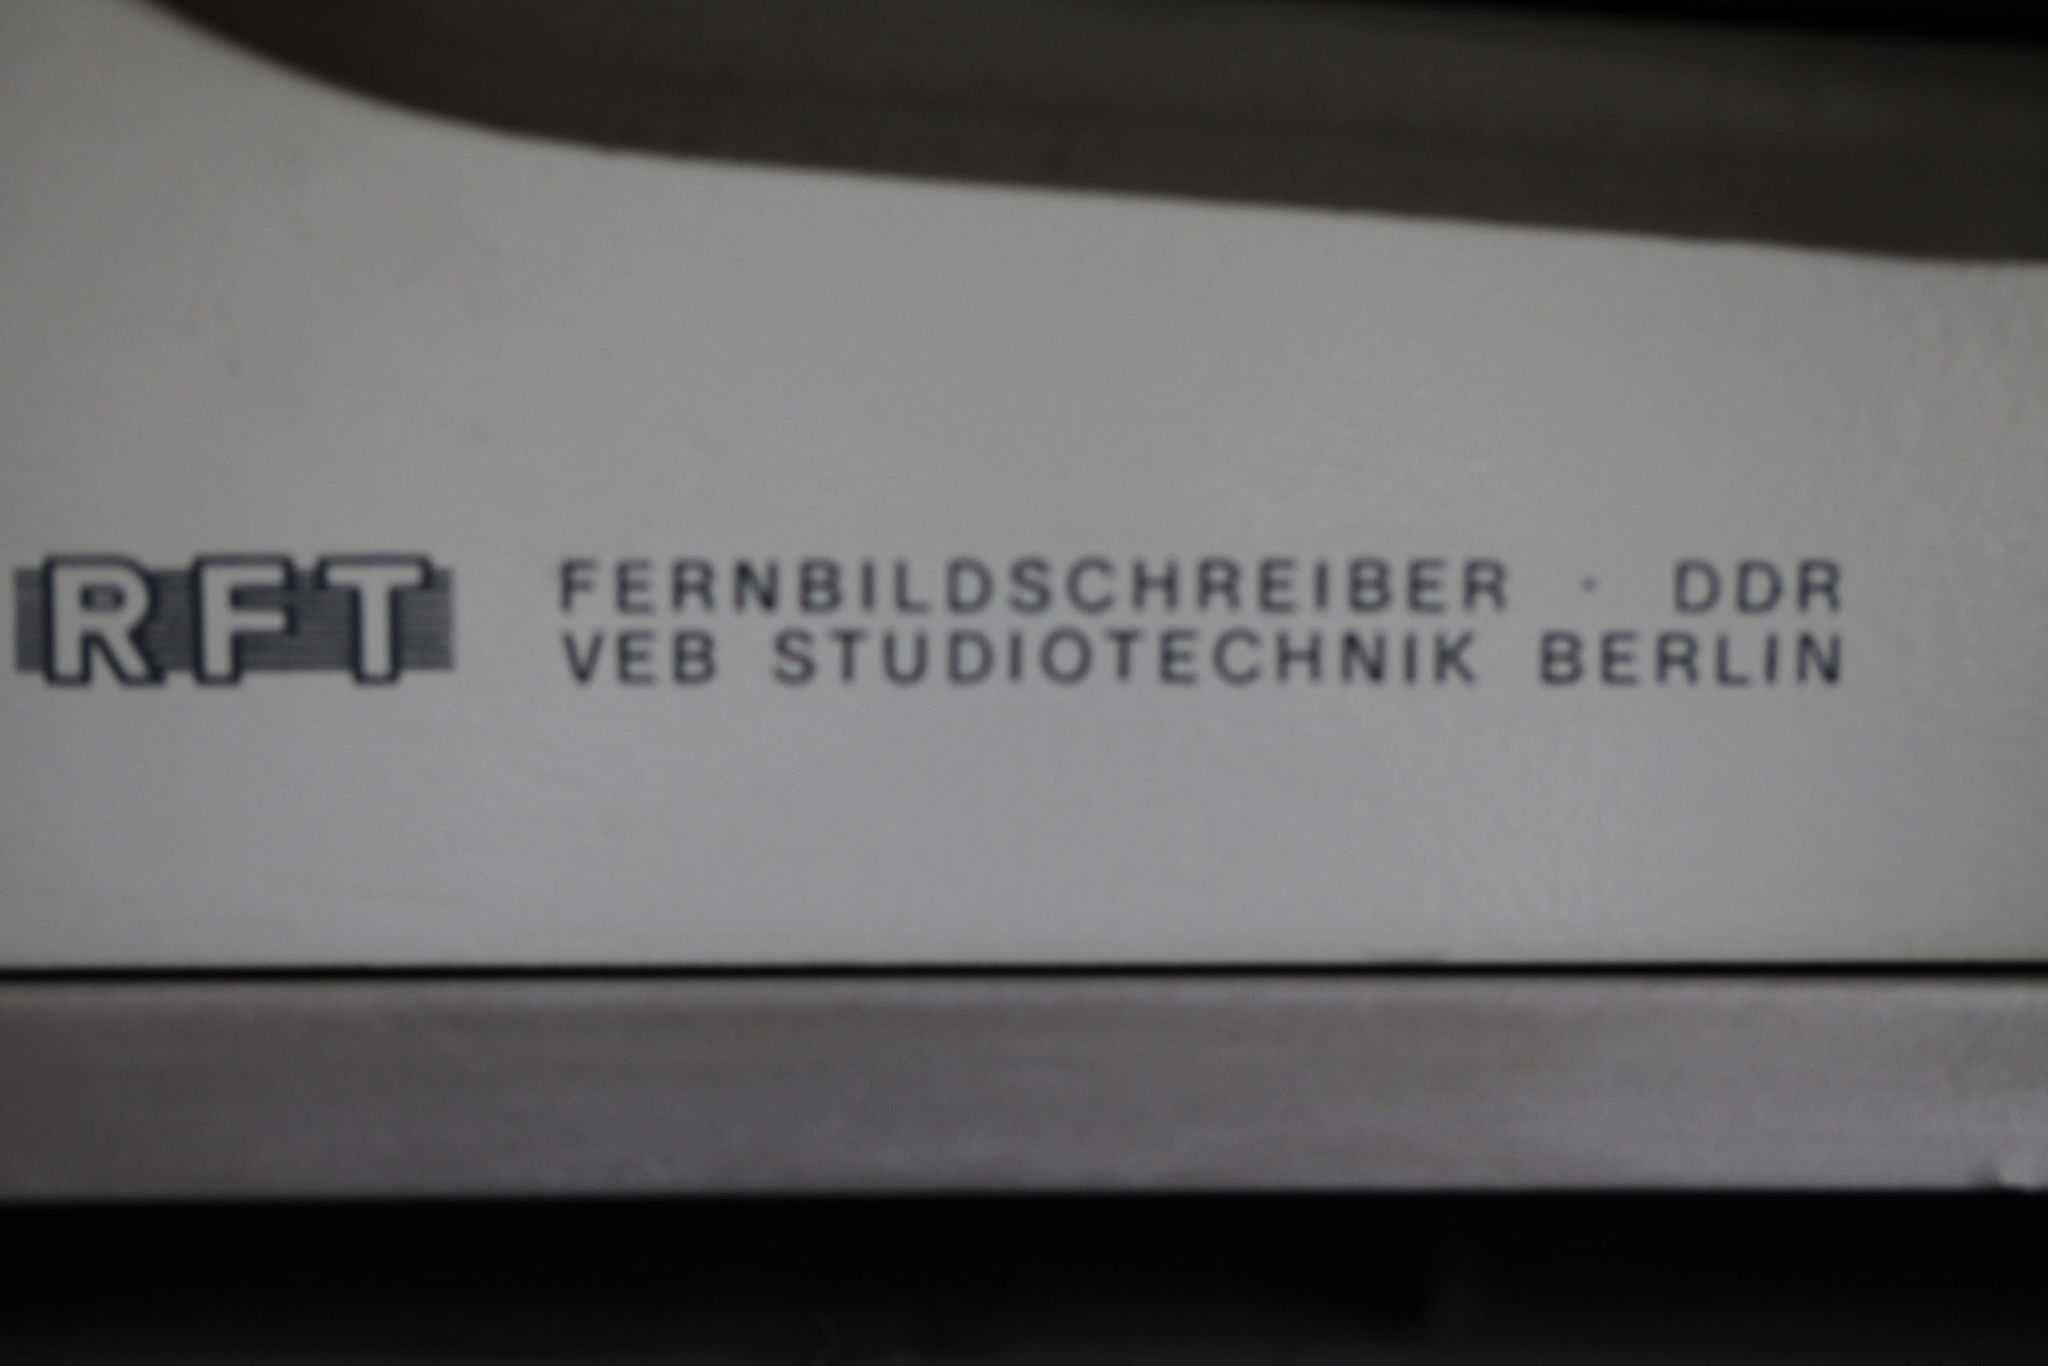 RFT
FERNBILDSCHREIBER · DDR
VEB STUDIOTECHNIK BERLIN